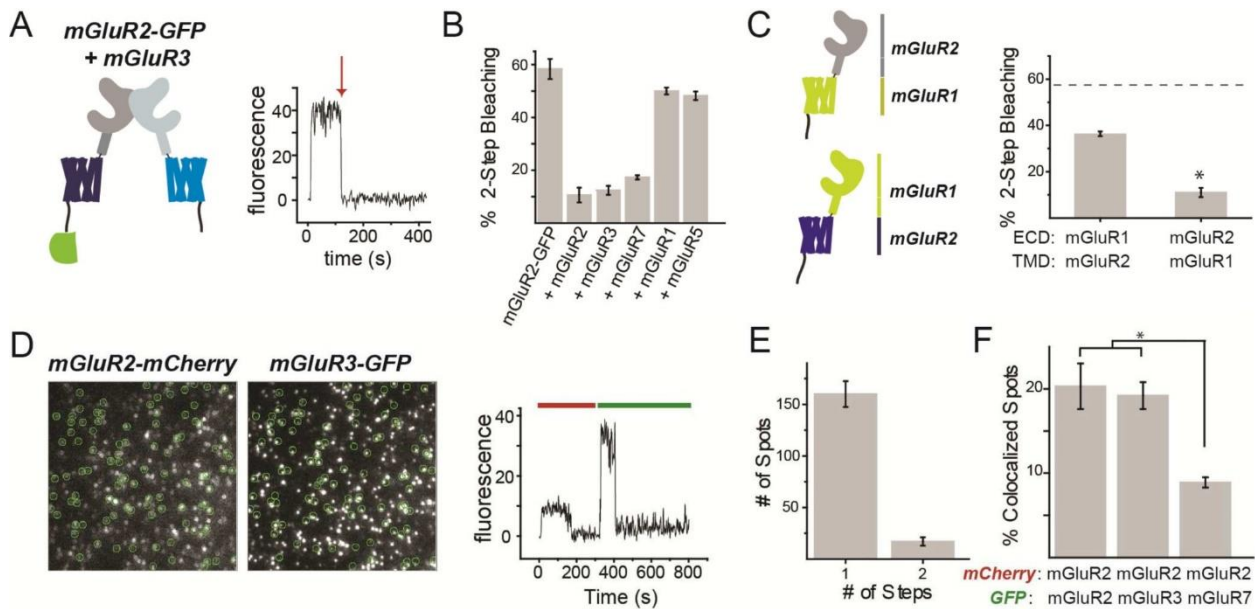 A
mGluR2-GFP
+ mGluR3
fluorescence
40
20
0
0 200 400
time (s)
B
% 2-Step Bleaching
60
40
20
mGluR2-GFP
+ mGluR2
+ mGluR3
+ mGluR7
+ mGluR1
+ mGluR5
C
mGluR2
mGluR1
mGluR1
mGluR2
% 2-Step Bleaching
60
40
20
*
ECD: mGluR1 mGluR2
TMD: mGluR2 mGluR1
D
mGluR2-mCherry
mGluR3-GFP
fluorescence
40
20
0
0 200 400 600 800
Time (s)
E
# of Spots
150
100
50
1 2
# of Steps
F
% Colocalized Spots
20
10
*
mCherry: mGluR2 mGluR2 mGluR2
GFP: mGluR2 mGluR3 mGluR7